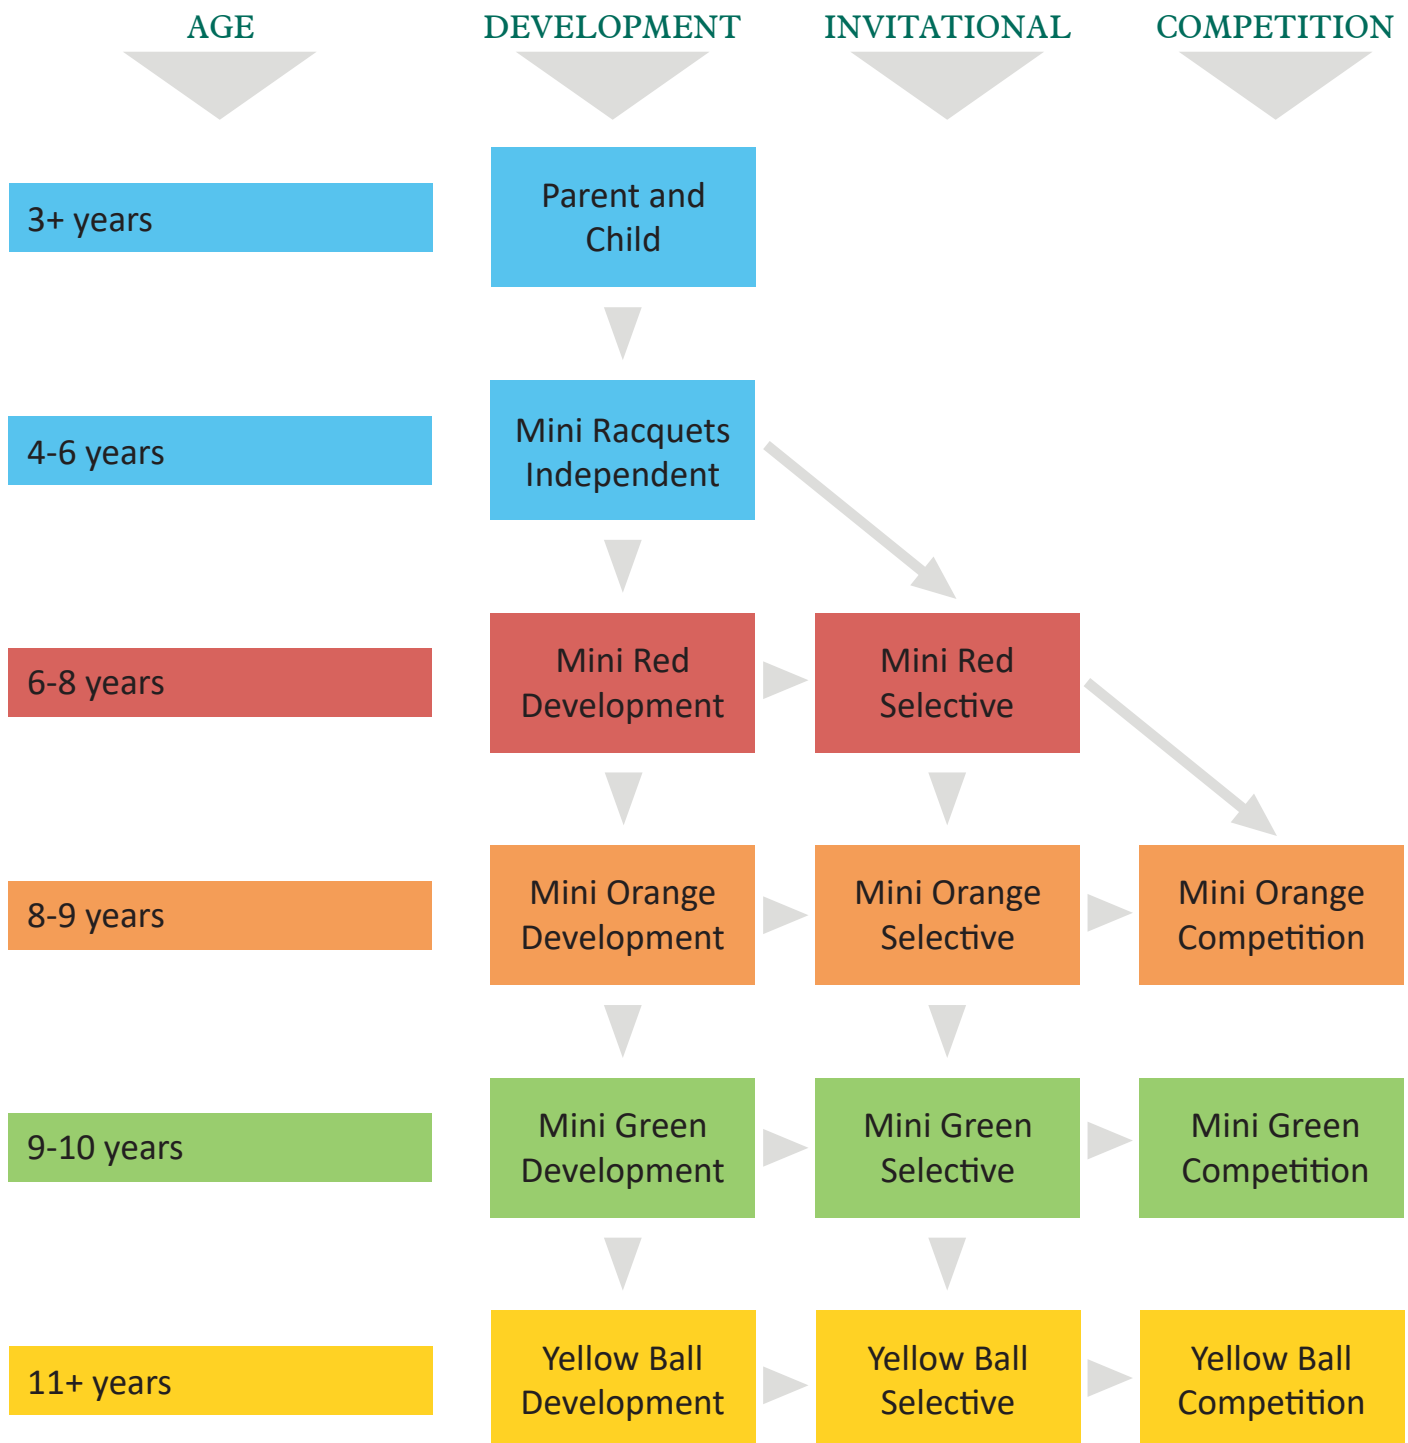 AGE
DEVELOPMENT
INVITATIONAL
COMPETITION
3+ years
Parent and
Child
4-6 years
Mini Racquets
Independent
6-8 years
Mini Red
Development
Mini Red
Selective
8-9 years
Mini Orange
Development
Mini Orange
Selective
Mini Orange
Competition
9-10 years
Mini Green
Development
Mini Green
Selective
Mini Green
Competition
11+ years
Yellow Ball
Development
Yellow Ball
Selective
Yellow Ball
Competition